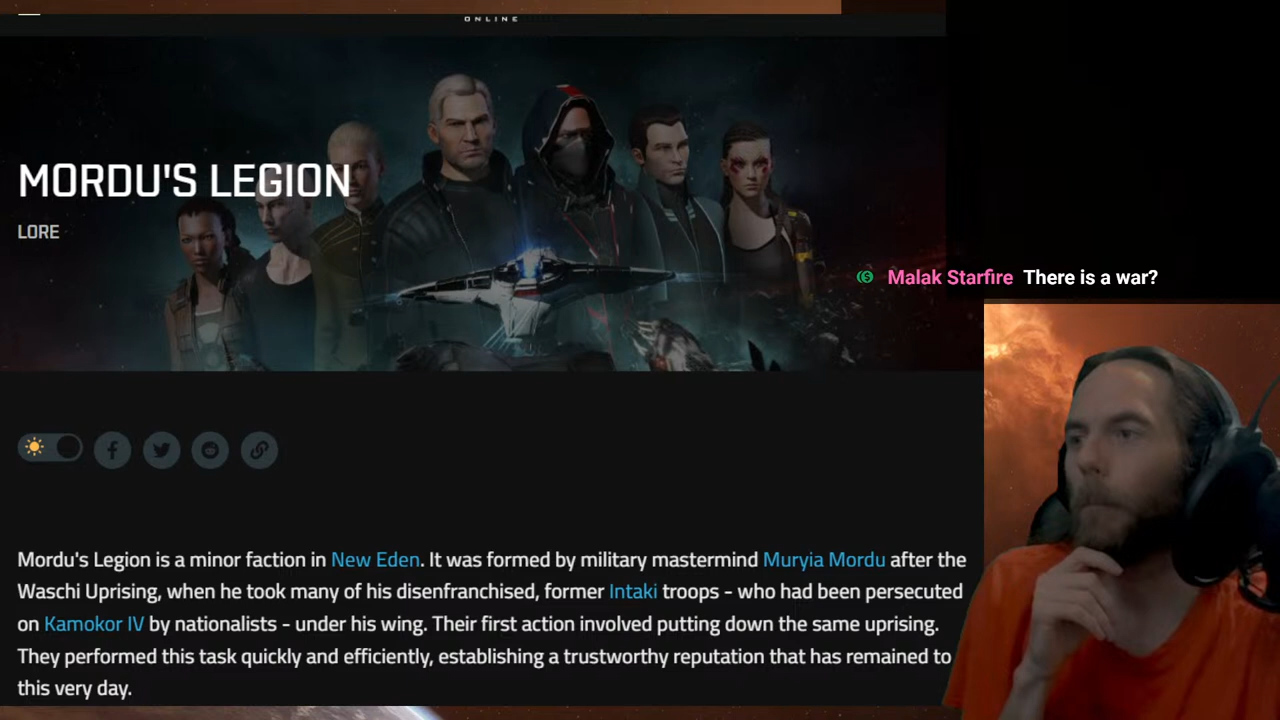 ONLINE
MORDU'S LEGION
LORE
Malak Starfire There is a war?
Mordu's Legion is a minor faction in New Eden. It was formed by military mastermind Muryia Mordu after the
Waschi Uprising, when he took many of his disenfranchised, former Intaki troops - who had been persecuted
on Kamokor IV by nationalists - under his wing. Their first action involved putting down the same uprising.
They performed this task quickly and efficiently, establishing a trustworthy reputation that has remained to
this very day.